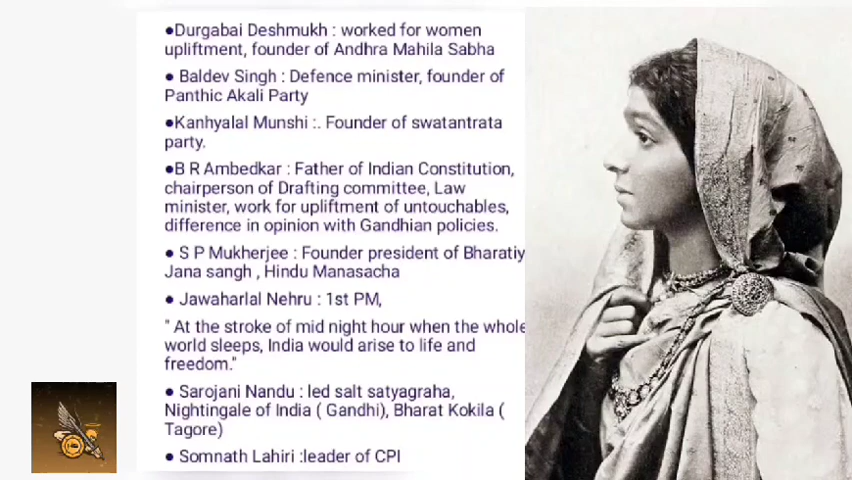 ●Durgabai Deshmukh : worked for women
upliftment, founder of Andhra Mahila Sabha
● Baldev Singh : Defence minister, founder of
Panthic Akali Party
●Kanhyalal Munshi :. Founder of swatantrata
party.
●B R Ambedkar : Father of Indian Constitution,
chairperson of Drafting committee, Law
minister, work for upliftment of untouchables,
difference in opinion with Gandhian policies.
● S P Mukherjee : Founder president of Bharatiy
Jana sangh , Hindu Manasacha
● Jawaharlal Nehru : 1st PM,
" At the stroke of mid night hour when the whole
world sleeps, India would arise to life and
freedom."
● Sarojani Nandu : led salt satyagraha,
Nightingale of India ( Gandhi), Bharat Kokila (
Tagore)
● Somnath Lahiri :leader of CPI